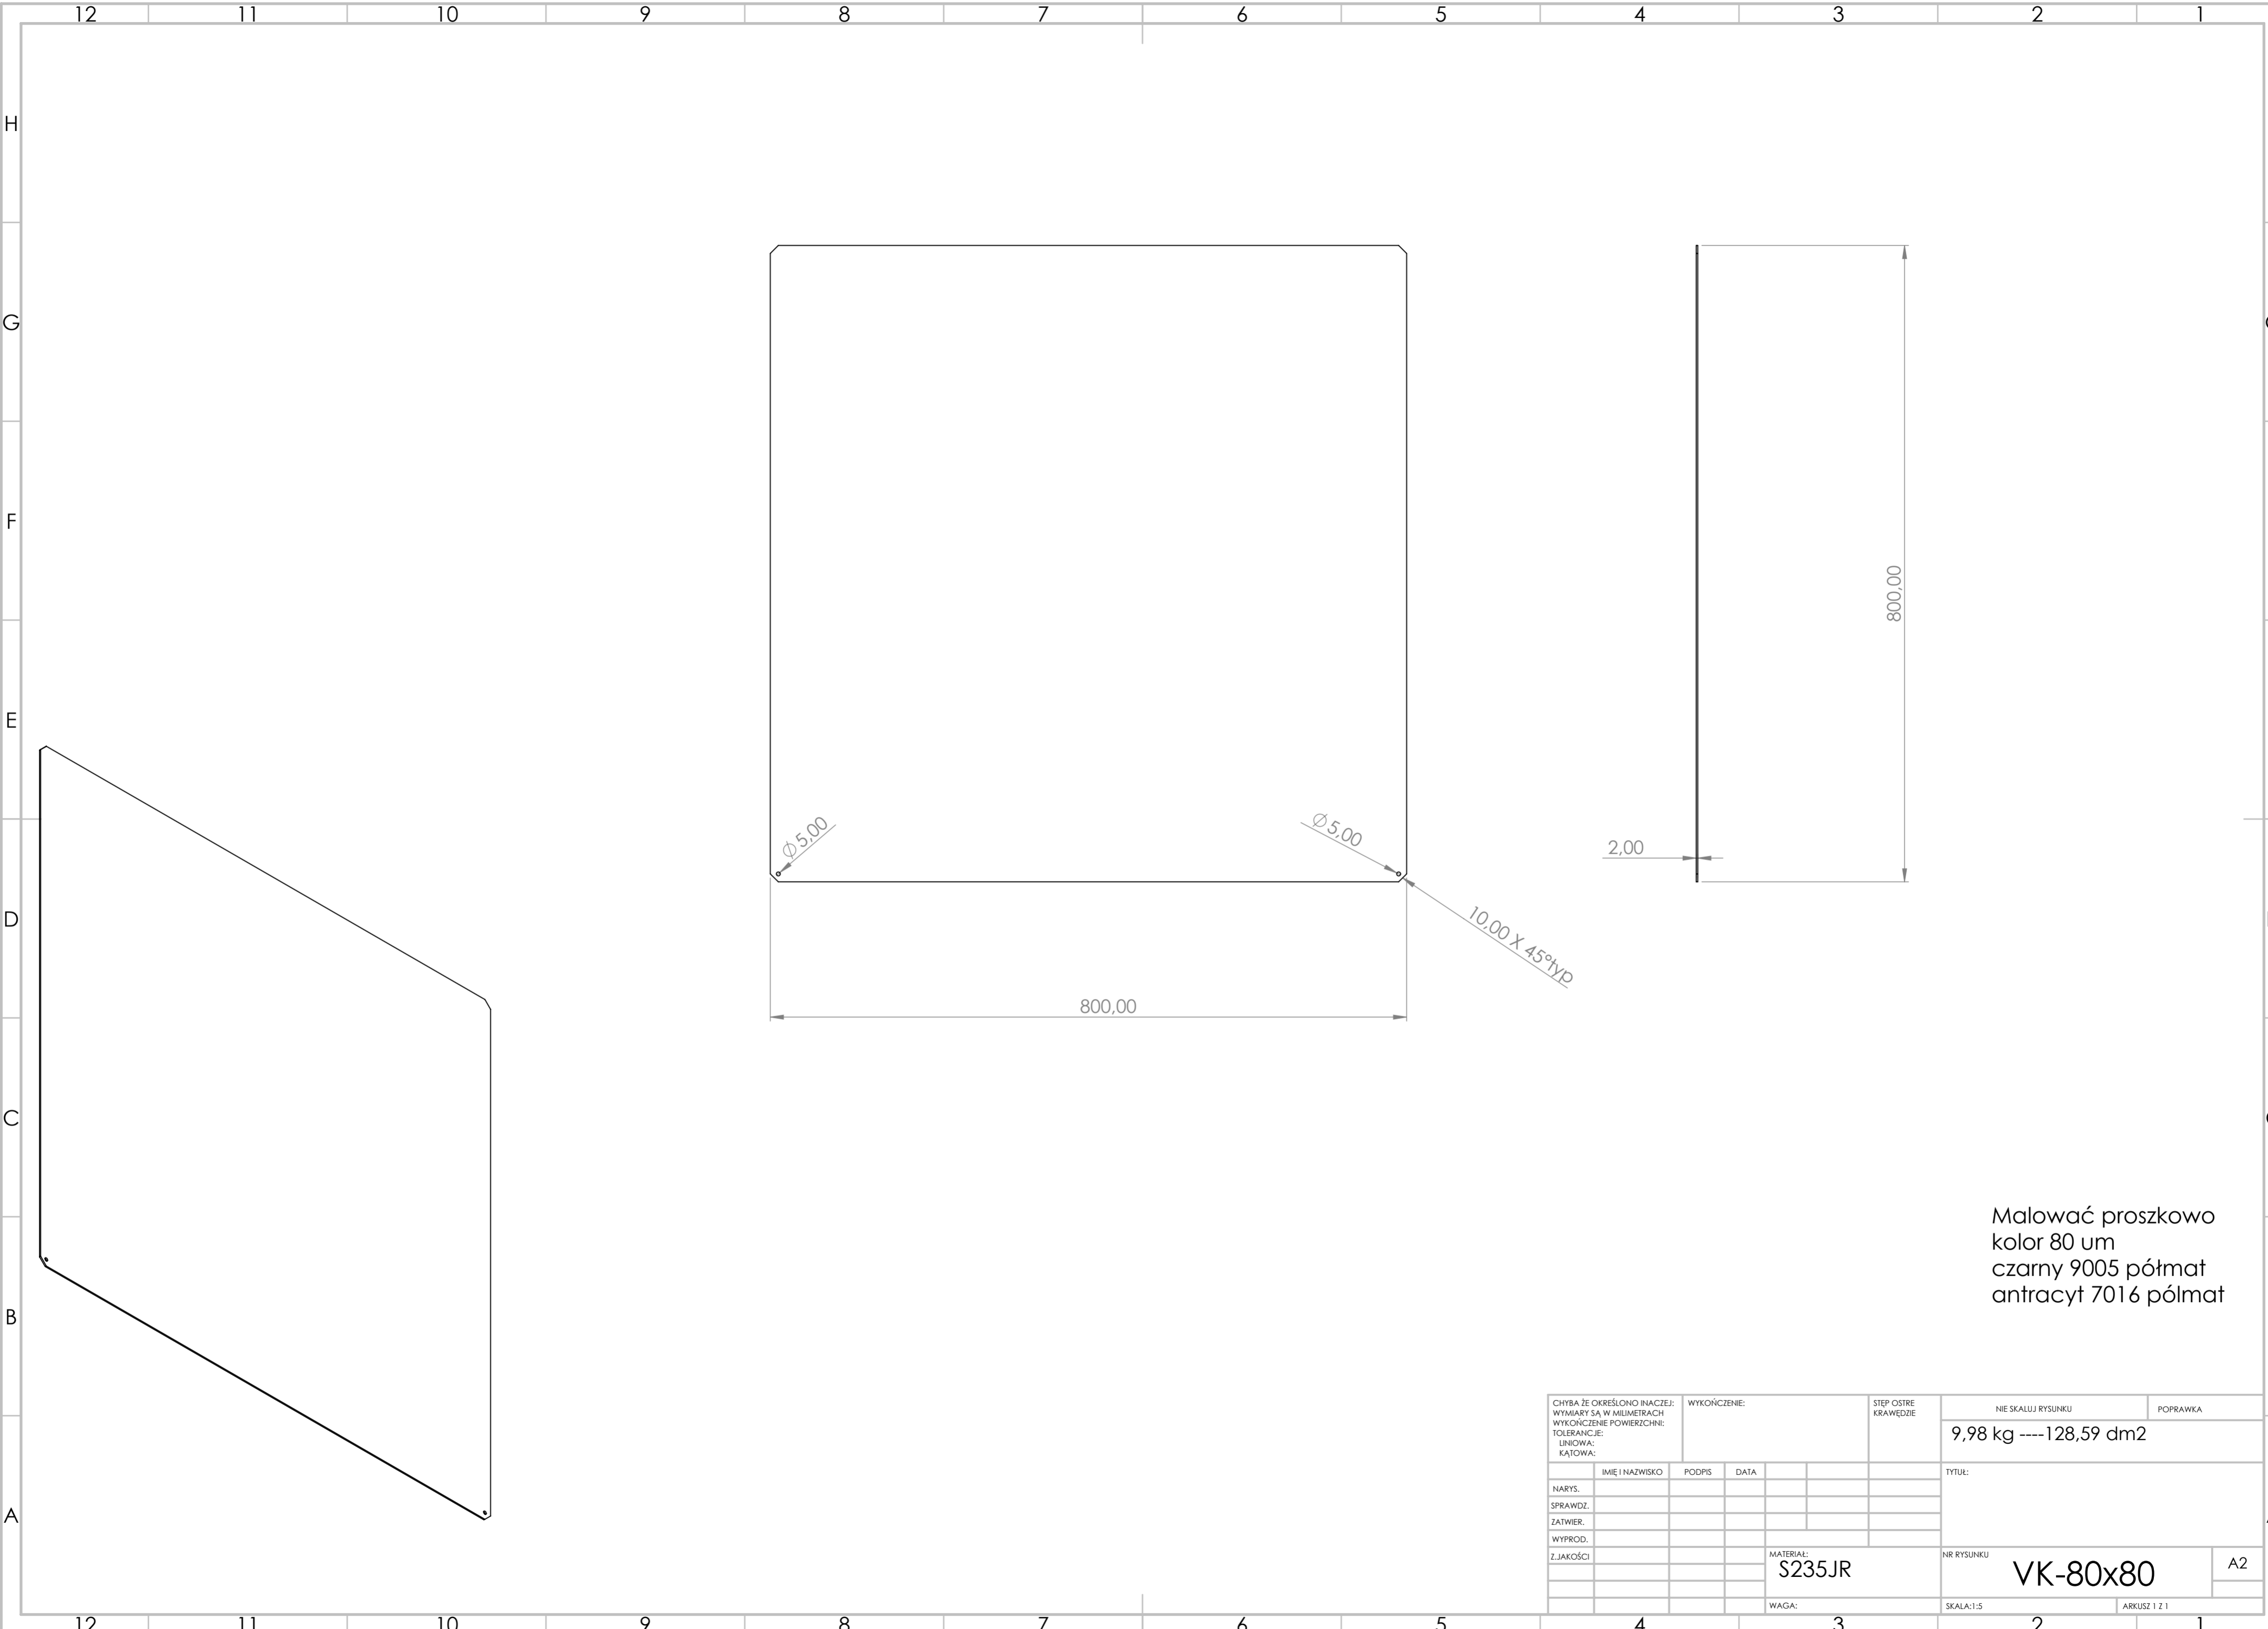 12 11 10 9 8 7 6 5 4 3 2 1
H
G
F
E
D
C
B
A
∅ 5,00
∅ 5,00
10,00 X 45°typ
800,00
2,00
800,00
Malować proszkowo
kolor 80 um
czarny 9005 półmat
antracyt 7016 pólmat
CHYBA ŻE OKREŚLONO INACZEJ:
WYMIARY SĄ W MILIMETRACH
WYKOŃCZENIE POWIERZCHNI:
TOLERANCJE:
LINIOWA:
KĄTOWA:
WYKOŃCZENIE:
STĘP OSTRE
KRAWĘDZIE
NIE SKALUJ RYSUNKU
POPRAWKA
9,98 kg ----128,59 dm2
IMIĘ I NAZWISKO PODPIS DATA
TYTUŁ:
NARYS.
SPRAWDZ.
ZATWIER.
WYPROD.
Z.JAKOŚCI
MATERIAŁ:
S235JR
NR RYSUNKU
VK-80x80
A2
WAGA:
SKALA:1:5
ARKUSZ 1 Z 1
12 11 10 9 8 7 6 5 4 3 2 1